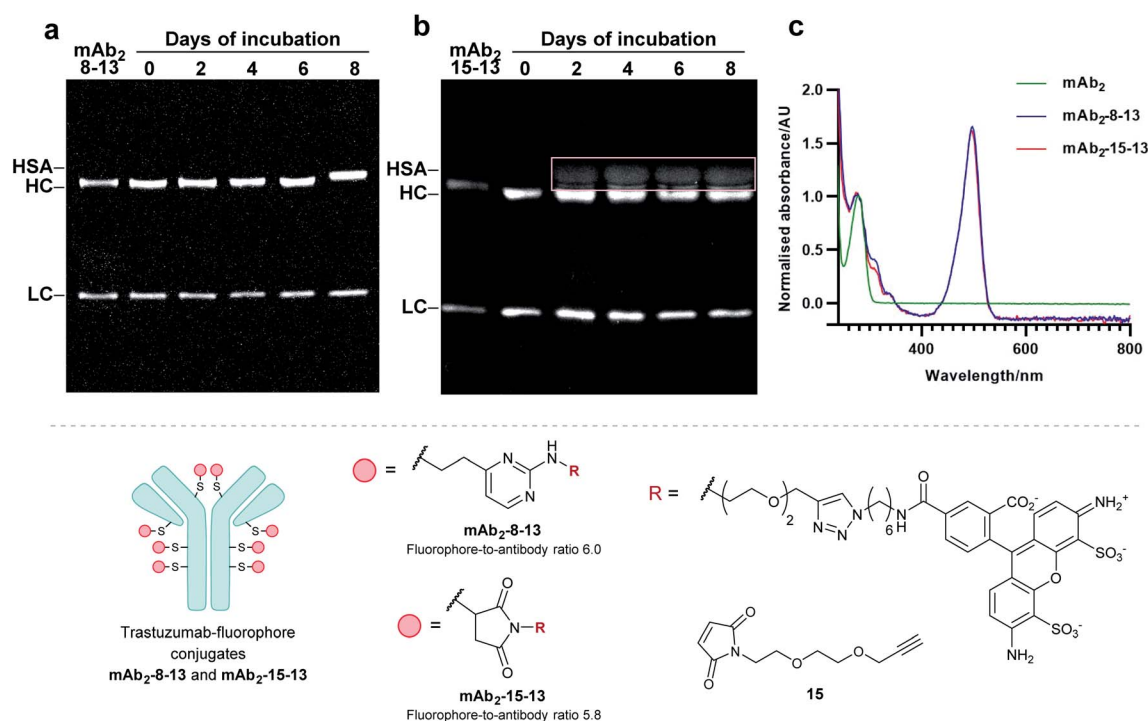 a
mAb2
8-13
Days of incubation
0 2 4 6 8
HSA
HC
LC
b
mAb2
15-13
Days of incubation
0 2 4 6 8
HSA
HC
LC
c
2.0
1.5
1.0
0.5
0.0
Normalised absorbance/AU
400 600 800
Wavelength/nm
mAb2
mAb2-8-13
mAb2-15-13
S S
S S
S S
S S
Trastuzumab-fluorophore
conjugates
mAb2-8-13 and mAb2-15-13
=
N
N
H
N
R
mAb2-8-13
Fluorophore-to-antibody ratio 6.0
=
O
N
R
O
mAb2-15-13
Fluorophore-to-antibody ratio 5.8
R =
O
2
N=N
N
6
NH
O
CO2-
NH2+
SO3-
O
SO3-
NH2
O
N
O
O
O
15